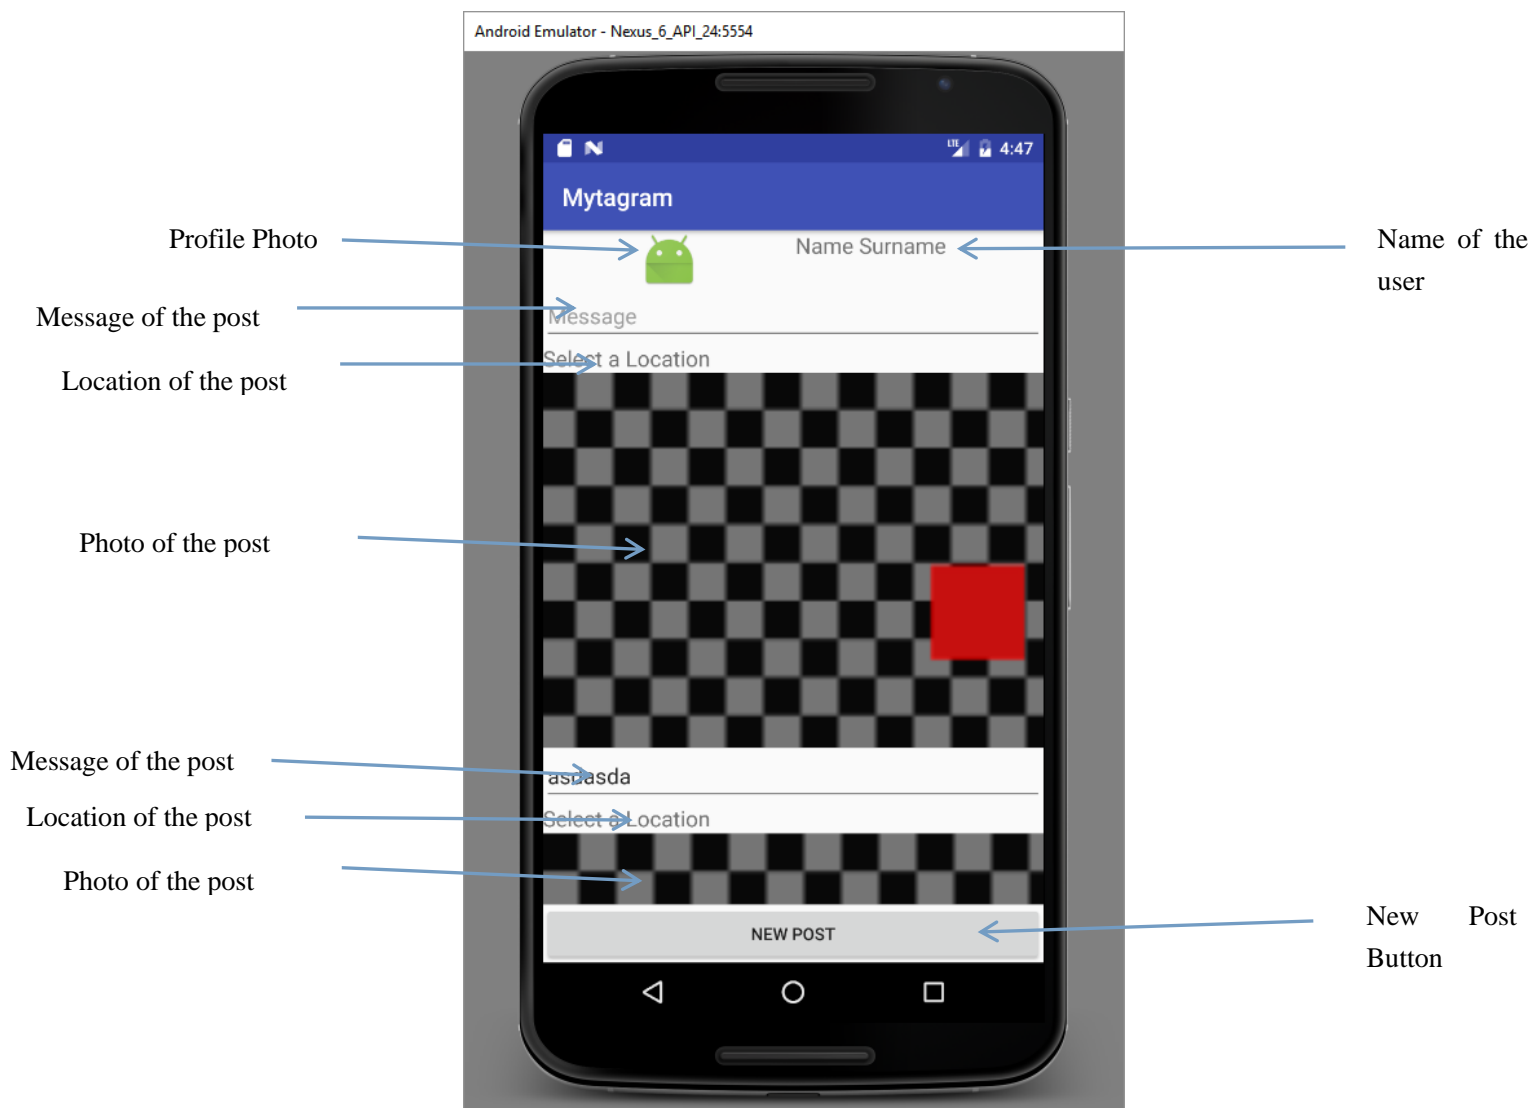 Android Emulator - Nexus_6_API_24:5554
LTE 4:47
Mytagram
Profile Photo
Name Surname
Name of the
user
Message of the post
Message
Select a Location
Location of the post
Photo of the post
Message of the post
asdasda
Location of the post
Select a Location
Photo of the post
NEW POST
New Post
Button